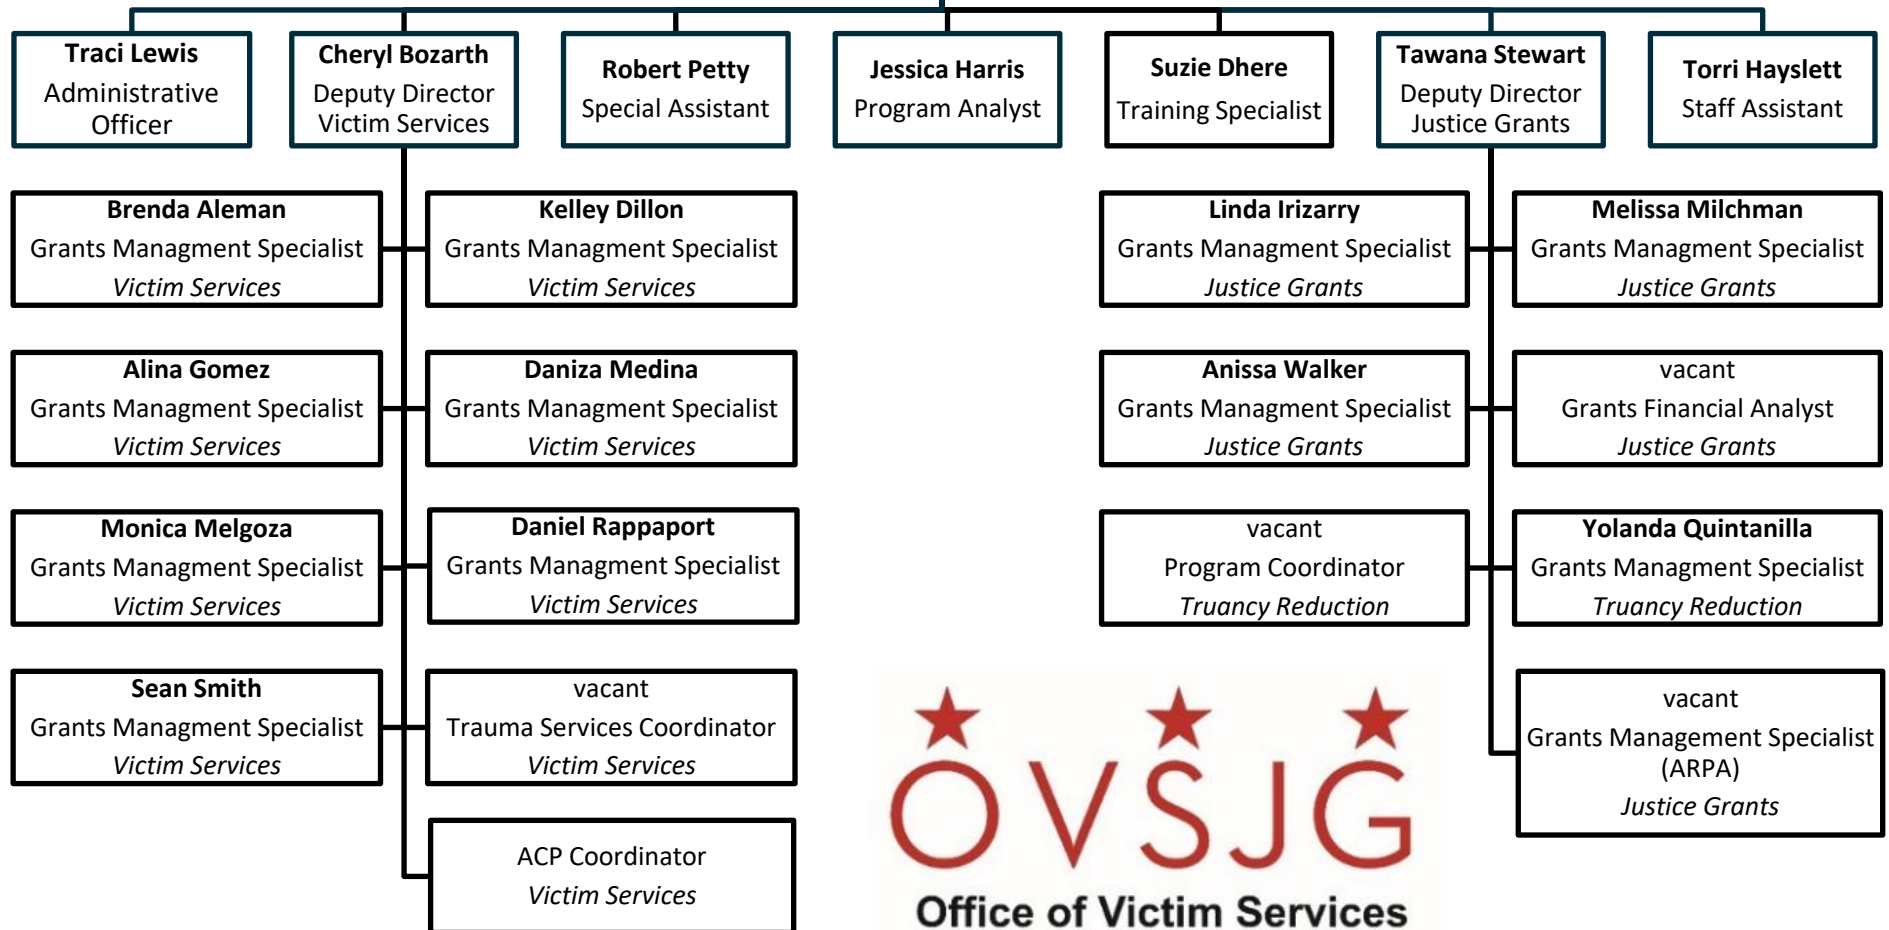 Traci Lewis
Administrative
Officer
Cheryl Bozarth
Deputy Director
Victim Services
Robert Petty
Special Assistant
Jessica Harris
Program Analyst
Suzie Dhere
Training Specialist
Tawana Stewart
Deputy Director
Justice Grants
Torri Hayslett
Staff Assistant
Brenda Aleman
Grants Managment Specialist
Victim Services
Kelley Dillon
Grants Managment Specialist
Victim Services
Linda Irizarry
Grants Managment Specialist
Justice Grants
Melissa Milchman
Grants Managment Specialist
Justice Grants
Alina Gomez
Grants Managment Specialist
Victim Services
Daniza Medina
Grants Managment Specialist
Victim Services
Anissa Walker
Grants Managment Specialist
Justice Grants
vacant
Grants Financial Analyst
Justice Grants
Monica Melgoza
Grants Managment Specialist
Victim Services
Daniel Rappaport
Grants Managment Specialist
Victim Services
vacant
Program Coordinator
Truancy Reduction
Yolanda Quintanilla
Grants Managment Specialist
Truancy Reduction
Sean Smith
Grants Managment Specialist
Victim Services
vacant
Trauma Services Coordinator
Victim Services
vacant
Grants Management Specialist
(ARPA)
Justice Grants
ACP Coordinator
Victim Services
OVSJG
Office of Victim Services